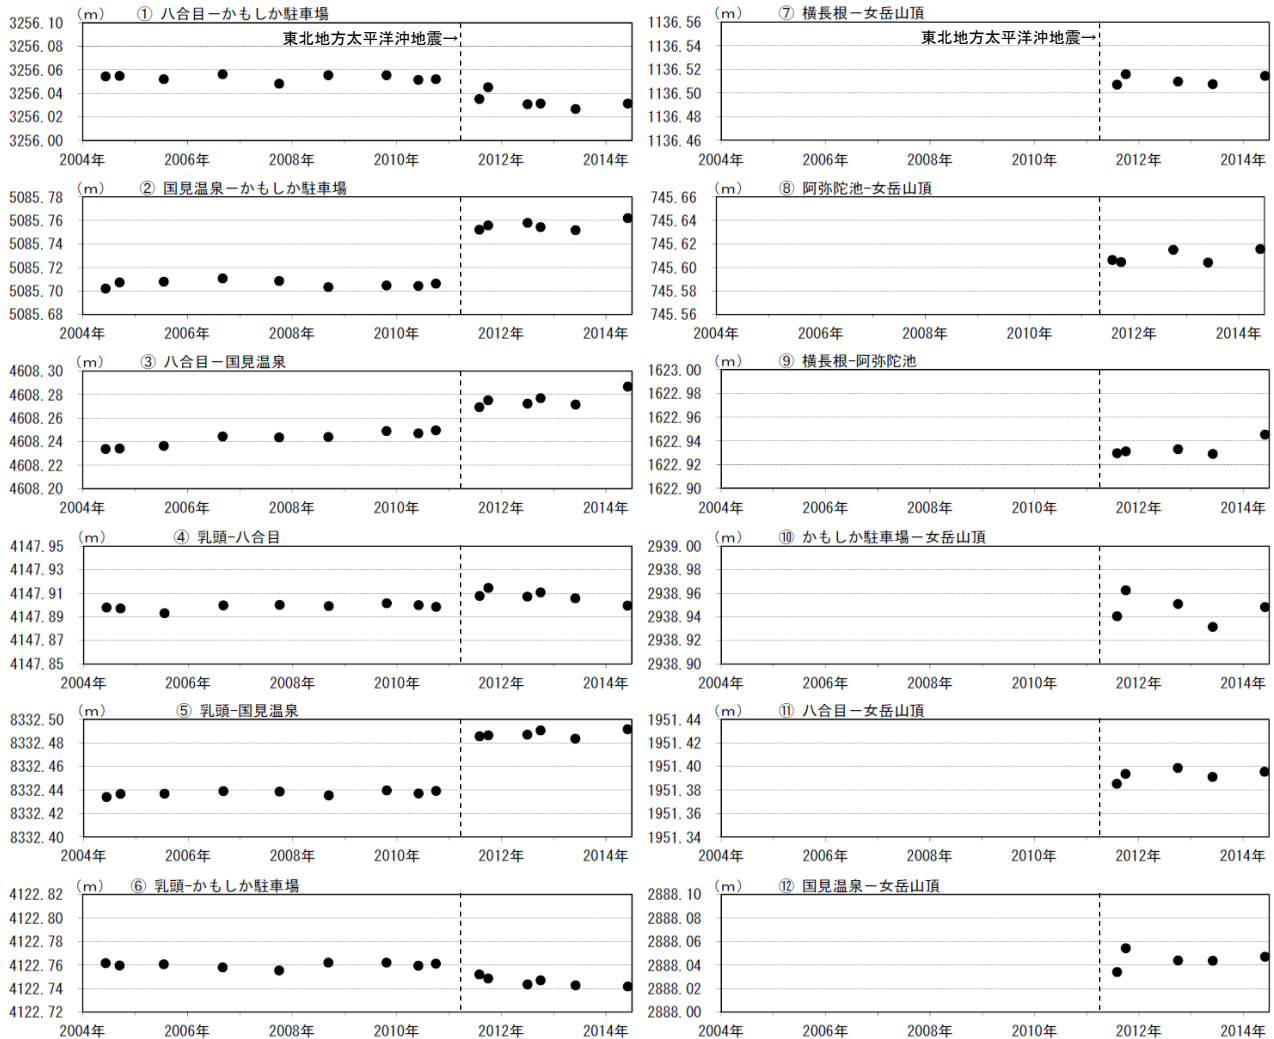 (m) ① 八合目－かもしか駐車場
東北地方太平洋沖地震→
3256.10
3256.08
3256.06
3256.04
3256.02
3256.00
2004年 2006年 2008年 2010年 2012年 2014年
(m) ② 国見温泉－かもしか駐車場
5085.78
5085.76
5085.74
5085.72
5085.70
5085.68
2004年 2006年 2008年 2010年 2012年 2014年
(m) ③ 八合目－国見温泉
4608.30
4608.28
4608.26
4608.24
4608.22
4608.20
2004年 2006年 2008年 2010年 2012年 2014年
(m) ④ 乳頭-八合目
4147.95
4147.93
4147.91
4147.89
4147.87
4147.85
2004年 2006年 2008年 2010年 2012年 2014年
(m) ⑤ 乳頭-国見温泉
8332.50
8332.48
8332.46
8332.44
8332.42
8332.40
2004年 2006年 2008年 2010年 2012年 2014年
(m) ⑥ 乳頭-かもしか駐車場
4122.82
4122.80
4122.78
4122.76
4122.74
4122.72
2004年 2006年 2008年 2010年 2012年 2014年
(m) ⑦ 横長根－女岳山頂
東北地方太平洋沖地震→
1136.56
1136.54
1136.52
1136.50
1136.48
1136.46
2004年 2006年 2008年 2010年 2012年 2014年
(m) ⑧ 阿弥陀池-女岳山頂
745.66
745.64
745.62
745.60
745.58
745.56
2004年 2006年 2008年 2010年 2012年 2014年
(m) ⑨ 横長根-阿弥陀池
1623.00
1622.98
1622.96
1622.94
1622.92
1622.90
2004年 2006年 2008年 2010年 2012年 2014年
(m) ⑩ かもしか駐車場－女岳山頂
2939.00
2938.98
2938.96
2938.94
2938.92
2938.90
2004年 2006年 2008年 2010年 2012年 2014年
(m) ⑪ 八合目－女岳山頂
1951.44
1951.42
1951.40
1951.38
1951.36
1951.34
2004年 2006年 2008年 2010年 2012年 2014年
(m) ⑫ 国見温泉－女岳山頂
2888.10
2888.08
2888.06
2888.04
2888.02
2888.00
2004年 2006年 2008年 2010年 2012年 2014年